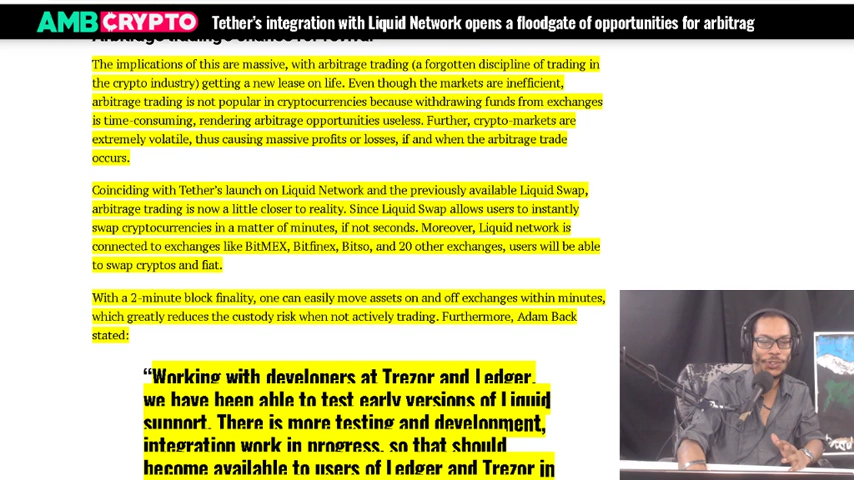 AMB CRYPTO Tether's integration with Liquid Network opens a floodgate of opportunities for arbitrag
The implications of this are massive, with arbitrage trading (a forgotten discipline of trading in
the crypto industry) getting a new lease on life. Even though the markets are inefficient,
arbitrage trading is not popular in cryptocurrencies because withdrawing funds from exchanges
is time-consuming, rendering arbitrage opportunities useless. Further, crypto-markets are
extremely volatile, thus causing massive profits or losses, if and when the arbitrage trade
occurs.
Coinciding with Tether's launch on Liquid Network and the previously available Liquid Swap,
arbitrage trading is now a little closer to reality. Since Liquid Swap allows users to instantly
swap cryptocurrencies in a matter of minutes, if not seconds. Moreover, Liquid network is
connected to exchanges like BitMEX, Bitfinex, Bitso, and 20 other exchanges, users will be able
to swap cryptos and fiat.
With a 2-minute block finality, one can easily move assets on and off exchanges within minutes,
which greatly reduces the custody risk when not actively trading. Furthermore, Adam Back
stated:
“Working with developers at Trezor and Ledger,
we have been able to test early versions of Liquid
support. There is more testing and development,
integration work in progress, so that should
become available to users of Ledger and Trezor in